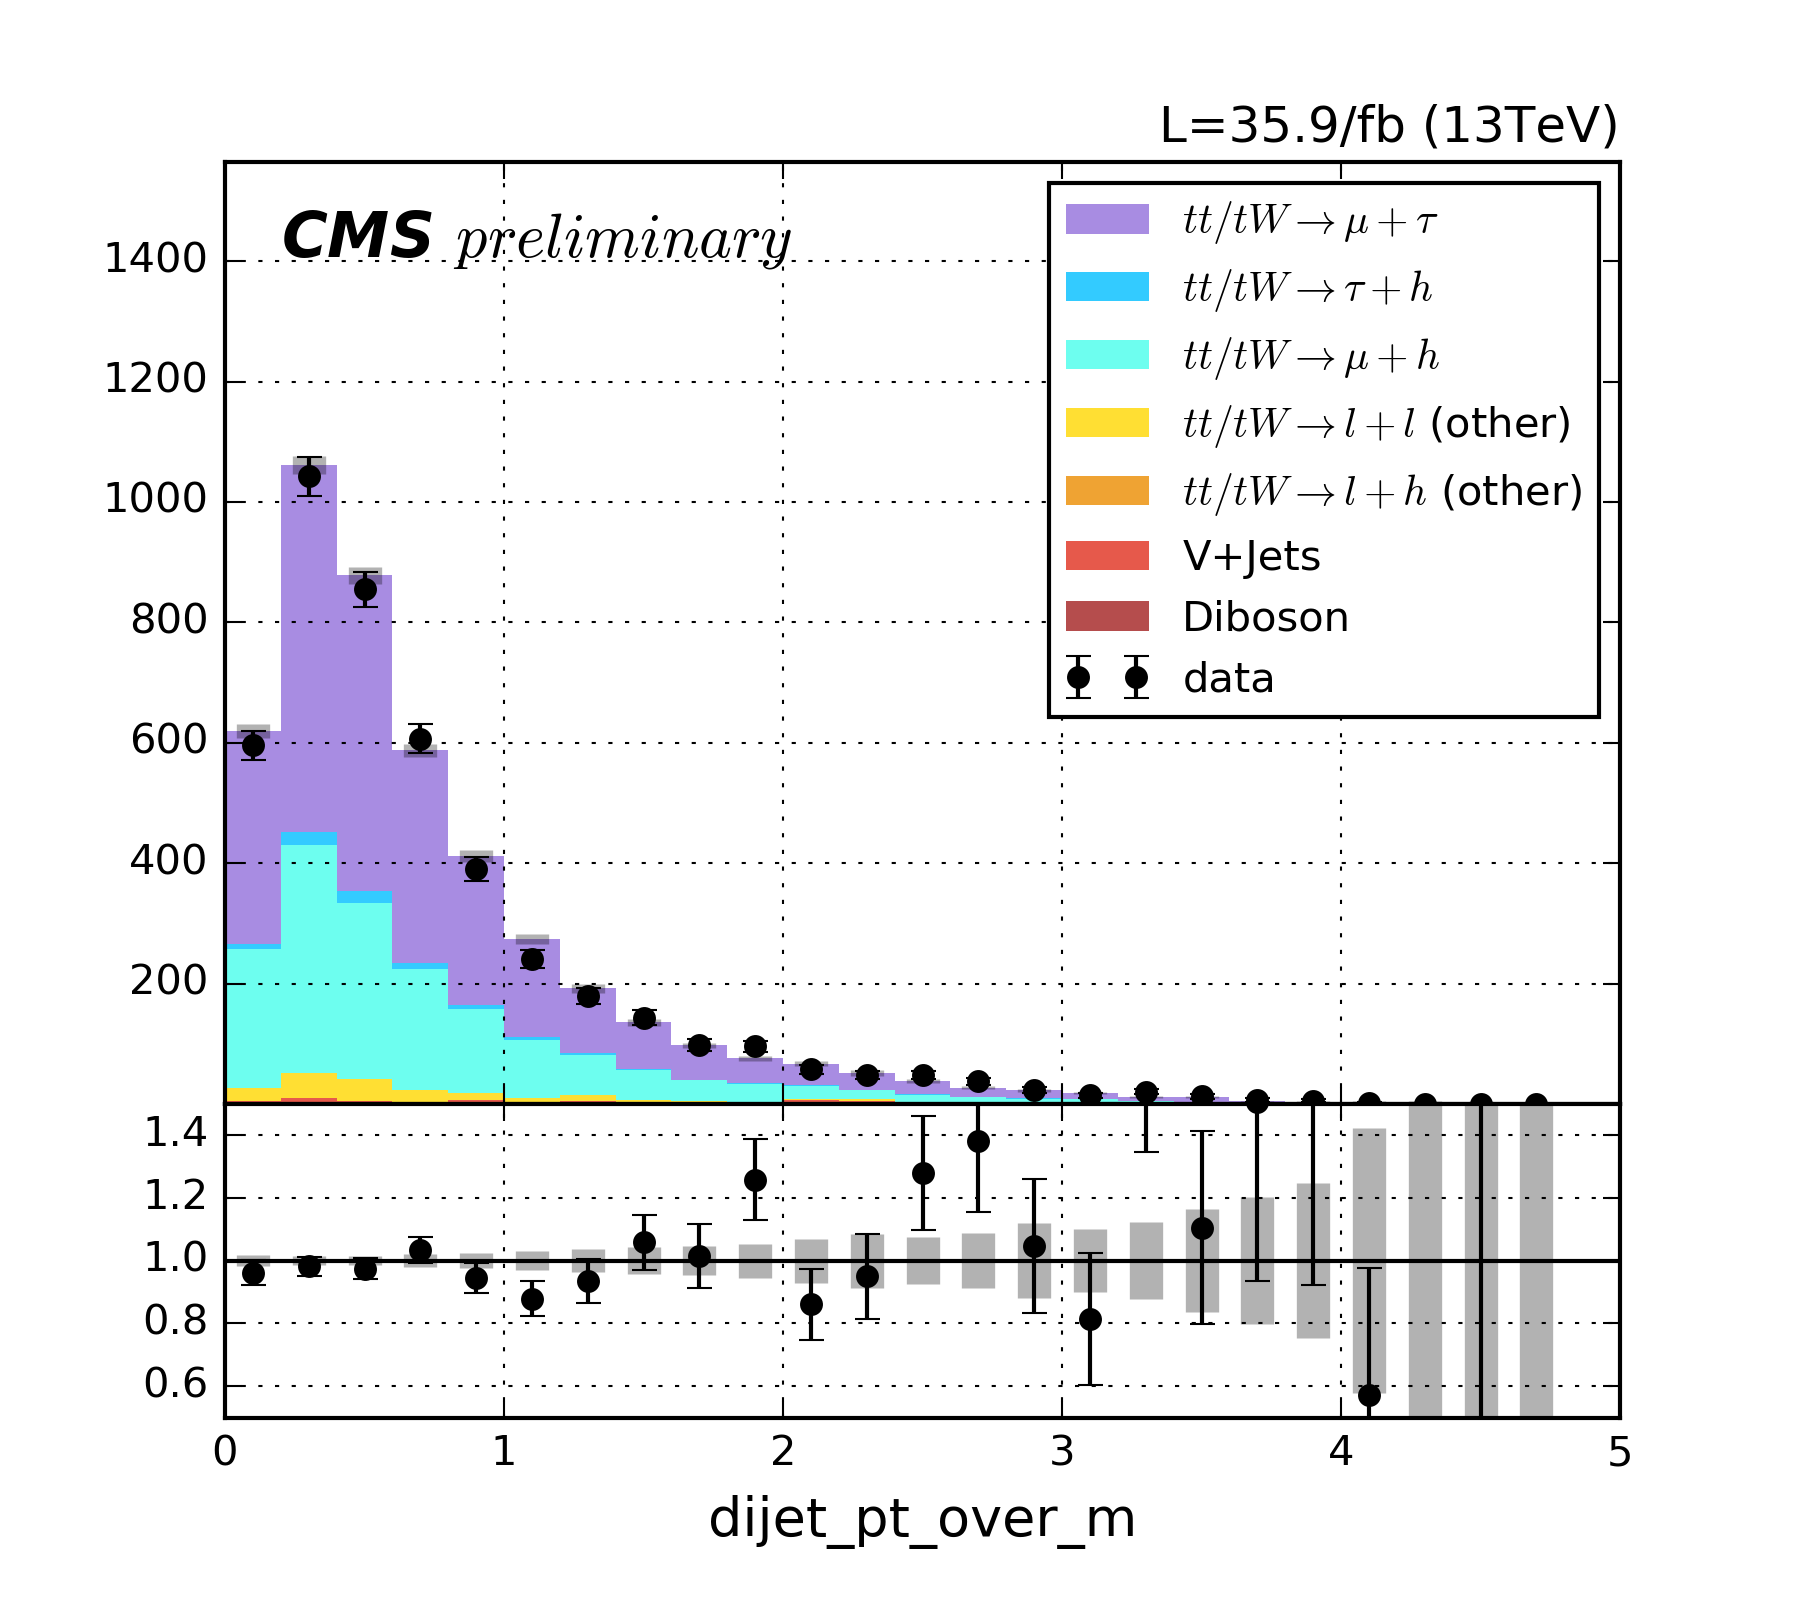 L=35.9/fb (13TeV)
CMS preliminary
tt/tW → μ + τ
tt/tW → τ + h
tt/tW → μ + h
tt/tW → l + l (other)
tt/tW → l + h (other)
V+Jets
Diboson
data
1400
1200
1000
800
600
400
200
1.4
1.2
1.0
0.8
0.6
0 1 2 3 4 5
dijet_pt_over_m